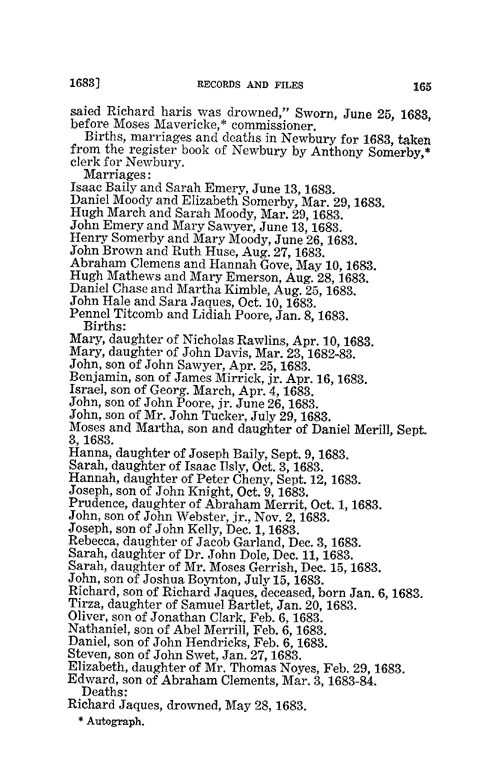 1683] RECORDS AND FILES 165
saied Richard haris was drowned," Sworn, June 25, 1683,
before Moses Mavericke,* commissioner.
Births, marriages and deaths in Newbury for 1683, taken
from the register book of Newbury by Anthony Somerby,*
clerk for Newbury.
Marriages:
Isaac Baily and Sarah Emery, June 13, 1683.
Daniel Moody and Elizabeth Somerby, Mar. 29, 1683.
Hugh March and Sarah Moody, Mar. 29, 1683.
John Emery and Mary Sawyer, June 13, 1683.
Henry Somerby and Mary Moody, June 26, 1683.
John Brown and Ruth Huse, Aug. 27, 1683.
Abraham Clemens and Hannah Gove, May 10, 1683.
Hugh Mathews and Mary Emerson, Aug. 28, 1683.
Daniel Chase and Martha Kimble, Aug. 25, 1683.
John Hale and Sara Jaques, Oct. 10, 1683.
Pennel Titcomb and Lidiah Poore, Jan. 8, 1683.
Births:
Mary, daughter of Nicholas Rawlins, Apr. 10, 1683.
Mary, daughter of John Davis, Mar. 23, 1682-83.
John, son of John Sawyer, Apr. 25, 1683.
Benjamin, son of James Mirrick, jr. Apr. 16, 1683.
Israel, son of Georg. March, Apr. 4, 1683.
John, son of John Poore, jr. June 26, 1683.
John, son of Mr. John Tucker, July 29, 1683.
Moses and Martha, son and daughter of Daniel Merill, Sept.
3, 1683.
Hanna, daughter of Joseph Baily, Sept. 9, 1683.
Sarah, daughter of Isaac Ilsly, Oct. 3, 1683.
Hannah, daughter of Peter Cheny, Sept. 12, 1683.
Joseph, son of John Knight, Oct. 9, 1683.
Prudence, daughter of Abraham Merrit, Oct. 1, 1683.
John, son of John Webster, jr., Nov. 2, 1683.
Joseph, son of John Kelly, Dec. 1, 1683.
Rebecca, daughter of Jacob Garland, Dec. 3, 1683.
Sarah, daughter of Dr. John Dole, Dec. 11, 1683.
Sarah, daughter of Mr. Moses Gerrish, Dec. 15, 1683.
John, son of Joshua Boynton, July 15, 1683.
Richard, son of Richard Jaques, deceased, born Jan. 6, 1683.
Tirza, daughter of Samuel Bartlet, Jan. 20, 1683.
Oliver, son of Jonathan Clark, Feb. 6, 1683.
Nathaniel, son of Abel Merrill, Feb. 6, 1683.
Daniel, son of John Hendricks, Feb. 6, 1683.
Steven, son of John Swet, Jan. 27, 1683.
Elizabeth, daughter of Mr. Thomas Noyes, Feb. 29, 1683.
Edward, son of Abraham Clements, Mar. 3, 1683-84.
Deaths:
Richard Jaques, drowned, May 28, 1683.
* Autograph.